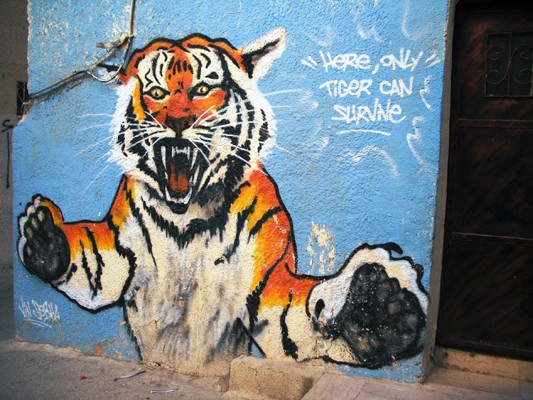 "HERE, ONLY"
TIGER CAN
SURVIVE